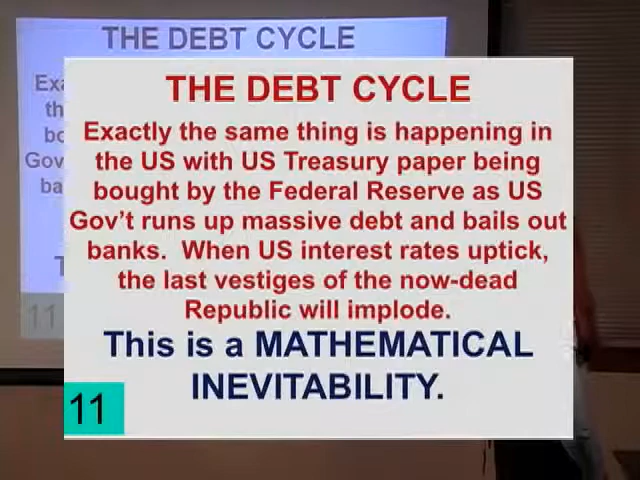 THE DEBT CYCLE
THE DEBT CYCLE
Exactly the same thing is happening in
the US with US Treasury paper being
bought by the Federal Reserve as US
Gov't runs up massive debt and bails out
banks. When US interest rates uptick,
the last vestiges of the now-dead
Republic will implode.
This is a MATHEMATICAL
INEVITABILITY.
11
11